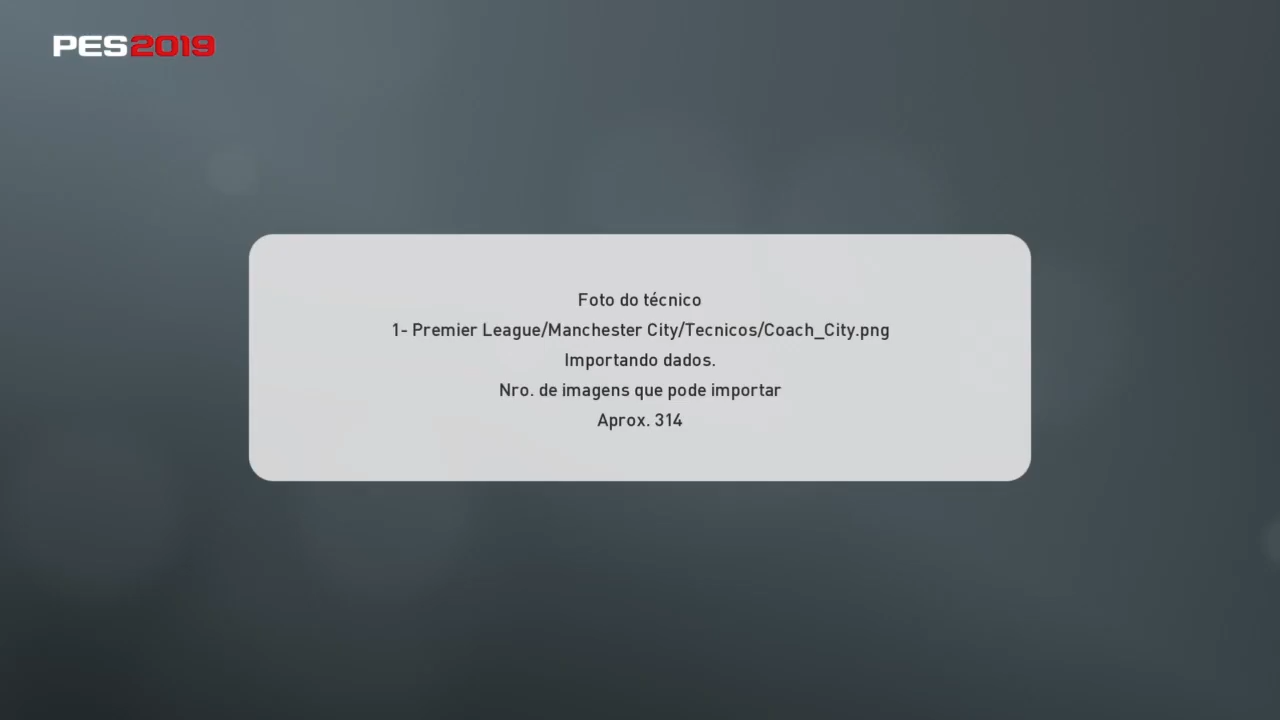 PES2019
Foto do técnico
1- Premier League/Manchester City/Tecnicos/Coach_City.png
Importando dados.
Nro. de imagens que pode importar
Aprox. 314